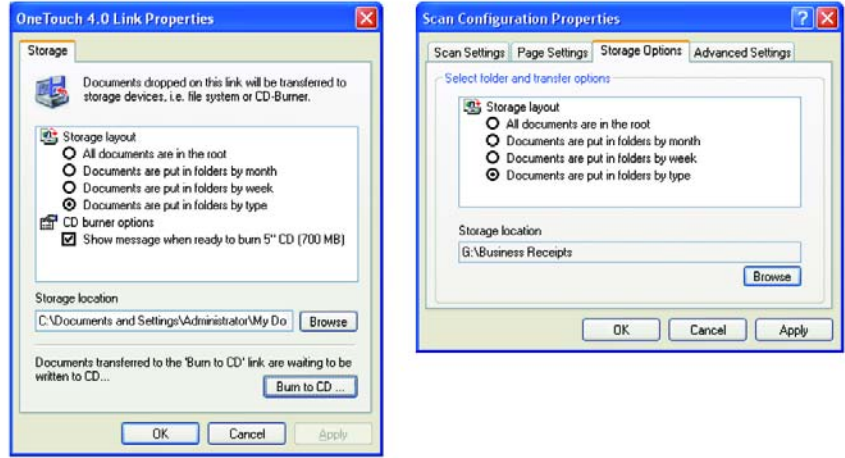 OneTouch 4.0 Link Properties
Storage
Documents dropped on this link will be transferred to
storage devices, i.e. file system or CD-Burner.
Storage layout
All documents are in the root
Documents are put in folders by month
Documents are put in folders by week
Documents are put in folders by type
CD burner options
Show message when ready to burn 5" CD (700 MB)
Storage location
C:\Documents and Settings\Administrator\My Do
Browse
Documents transferred to the 'Burn to CD' link are waiting to be
written to CD...
Burn to CD ...
OK Cancel Apply
Scan Configuration Properties
Scan Settings Page Settings Storage Options Advanced Settings
Select folder and transfer options
Storage layout
All documents are in the root
Documents are put in folders by month
Documents are put in folders by week
Documents are put in folders by type
Storage location
G:\Business Receipts
Browse
OK Cancel Apply